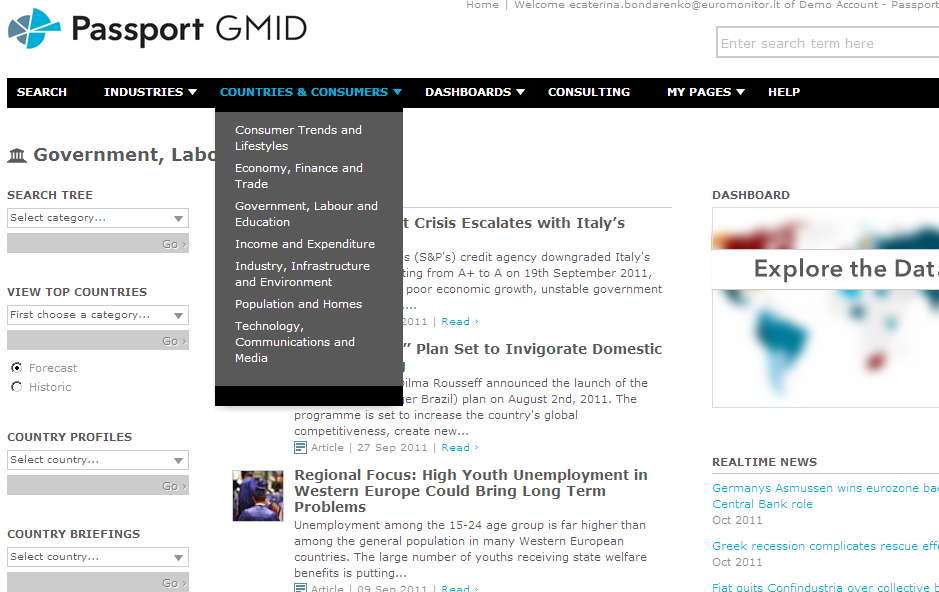 Home | Welcome ecaterina.bondarenko@euromonitor.lt of Demo Account - Passport
Passport GMID
Enter search term here
SEARCH INDUSTRIES COUNTRIES & CONSUMERS DASHBOARDS CONSULTING MY PAGES HELP
Consumer Trends and
Lifestyles
Economy, Finance and
Trade
Government, Labour and
Education
Income and Expenditure
Industry, Infrastructure
and Environment
Population and Homes
Technology,
Communications and
Media
Government, Labo
SEARCH TREE
Select category...
Go ›
VIEW TOP COUNTRIES
First choose a category...
Go ›
Forecast
Historic
COUNTRY PROFILES
Select country...
Go ›
COUNTRY BRIEFINGS
Select country...
Go ›
t Crisis Escalates with Italy's
s (S&P's) credit agency downgraded Italy's
ting from A+ to A on 19th September 2011,
poor economic growth, unstable government
....
2011 | Read ›
" Plan Set to Invigorate Domestic
Dilma Rousseff announced the launch of the
ger Brazil) plan on August 2nd, 2011. The
programme is set to increase the country's global
competitiveness, create new...
Article | 27 Sep 2011 | Read ›
Regional Focus: High Youth Unemployment in
Western Europe Could Bring Long Term
Problems
Unemployment among the 15-24 age group is far higher than
among the general population in many Western European
countries. The large number of youths receiving state welfare
benefits is putting...
Article | 09 Sep 2011 | Read ›
DASHBOARD
Explore the Data
REALTIME NEWS
Germanys Asmussen wins eurozone bac
Central Bank role
Oct 2011
Greek recession complicates rescue effo
Oct 2011
Fiat quits Confindustria over collective b